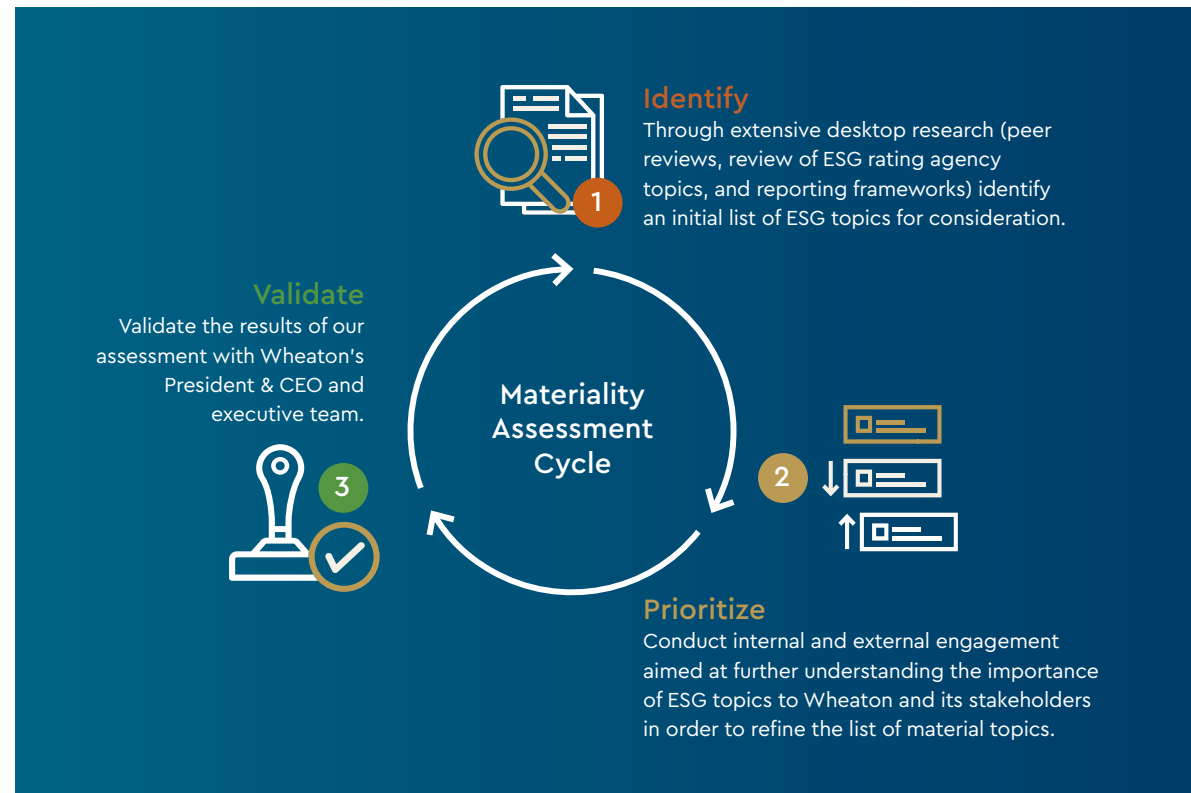 Identify
Through extensive desktop research (peer
reviews, review of ESG rating agency
topics, and reporting frameworks) identify
an initial list of ESG topics for consideration.
1
Validate
Validate the results of our
assessment with Wheaton's
President & CEO and
executive team.
3
Materiality
Assessment
Cycle
2
Prioritize
Conduct internal and external engagement
aimed at further understanding the importance
of ESG topics to Wheaton and its stakeholders
in order to refine the list of material topics.